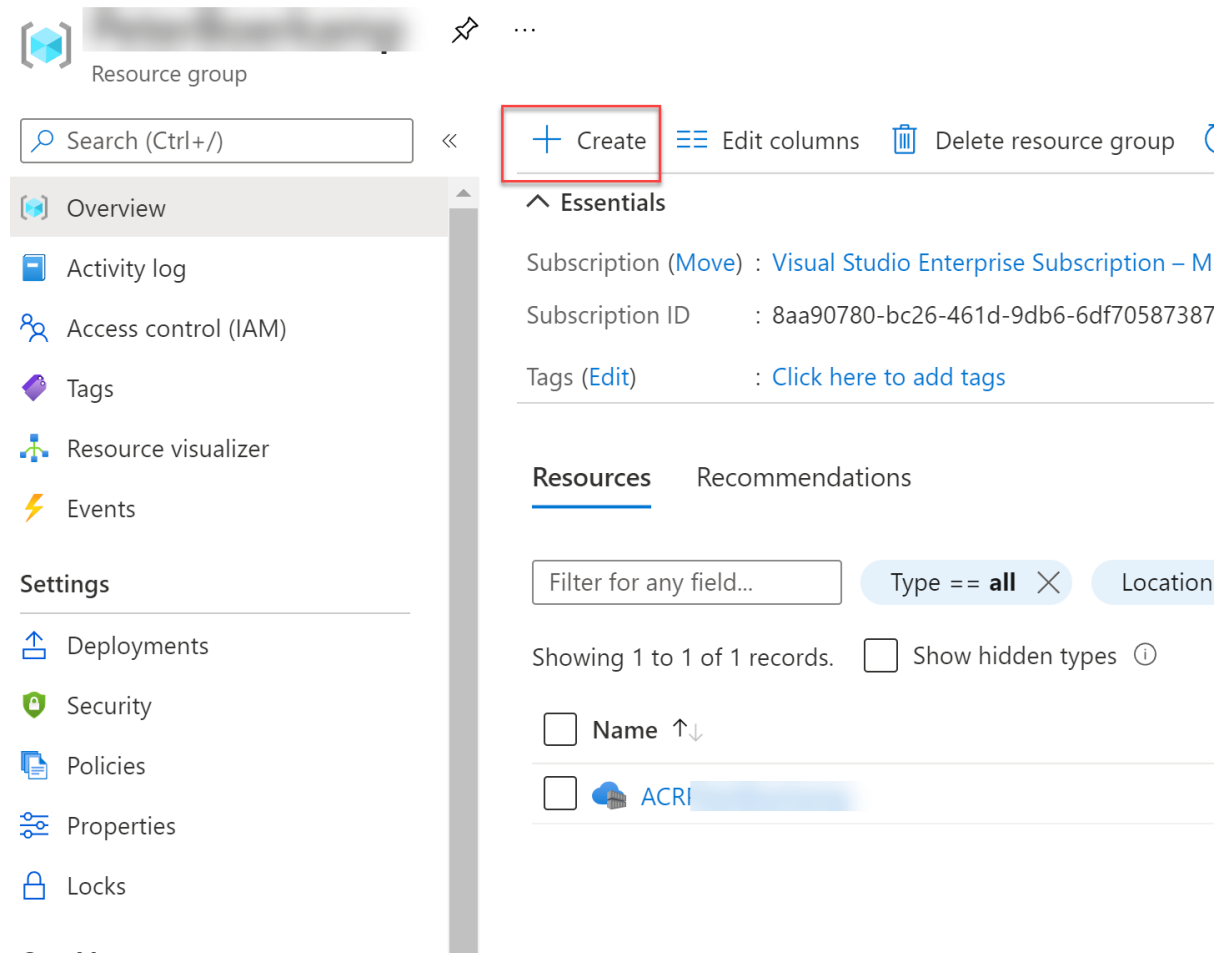 ...
Resource group
Search (Ctrl+/)
«
Create
Edit columns
Delete resource group
Overview
Activity log
Access control (IAM)
Tags
Resource visualizer
Events
Settings
Deployments
Security
Policies
Properties
Locks
Essentials
Subscription (Move) : Visual Studio Enterprise Subscription – M
Subscription ID : 8aa90780-bc26-461d-9db6-6df70587387
Tags (Edit) : Click here to add tags
Resources Recommendations
Filter for any field... Type == all Location
Showing 1 to 1 of 1 records. Show hidden types
Name ↑↓